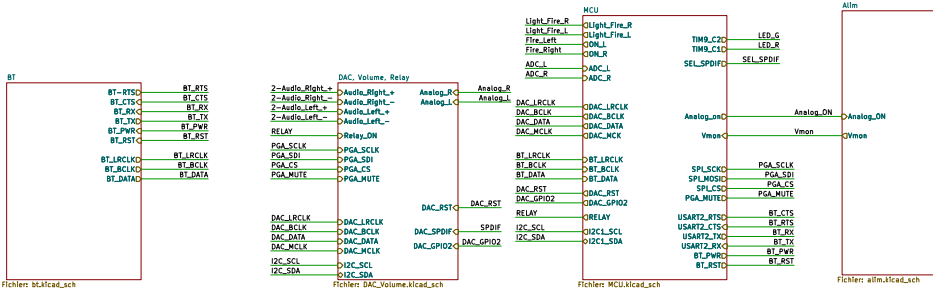 BT
BT-RTS BT_RTS
BT_CTS BT_CTS
BT_RX BT_RX
BT_TX BT_TX
BT_PWR BT_PWR
BT_RST BT_RST
BT_LRCLK BT_LRCLK
BT_BCLK BT_BCLK
BT_DATA BT_DATA
Fichier: bt.kicad_sch
DAC, Volume, Relay
2-Audio_Right_+ Audio_Right_+ Analog_R Analog_R
2-Audio_Right_- Audio_Right_- Analog_L Analog_L
2-Audio_Left_+ Audio_Left_+
2-Audio_Left_- Audio_Left_-
RELAY Relay_ON
PGA_SCLK PGA_SCLK
PGA_SDI PGA_SDI
PGA_CS PGA_CS
PGA_MUTE PGA_MUTE
DAC_RST DAC_RST
DAC_LRCLK DAC_LRCLK
DAC_BCLK DAC_BCLK DAC_SPDIF SPDIF
DAC_DATA DAC_DATA DAC_GPIO2 DAC_GPIO2
DAC_MCLK DAC_MCLK
I2C_SCL I2C_SCL
I2C_SDA I2C_SDA
Fichier: DAC_Volume.kicad_sch
MCU
Light_Fire_R Light_Fire_R
Light_Fire_L Light_Fire_L
Fire_Left ON_L TIM9_C2 LED_G
Fire_Right ON_R TIM9_C1 LED_R
ADC_L ADC_L SEL_SPDIF SEL_SPDIF
ADC_R ADC_R
DAC_LRCLK DAC_LRCLK
DAC_BCLK DAC_BCLK Analog_on Analog_ON
DAC_DATA DAC_DATA
DAC_MCLK DAC_MCK Vmon Vmon
BT_LRCLK BT_LRCLK
BT_BCLK BT_BCLK SPI_SCK PGA_SCLK
BT_DATA BT_DATA SPI_MOSI PGA_SDI
SPI_CS PGA_CS
DAC_RST DAC_RST PGA_MUTE PGA_MUTE
DAC_GPIO2 DAC_GPIO2
RELAY RELAY USART2_RTS BT_CTS
USART2_CTS BT_RTS
I2C_SCL I2C1_SCL USART2_TX BT_RX
I2C_SDA I2C1_SDA USART2_RX BT_TX
BT_PWR BT_PWR
BT_RST BT_RST
Fichier: MCU.kicad_sch
Alim
Analog_ON
Vmon
Fichier: alim.kicad_sch